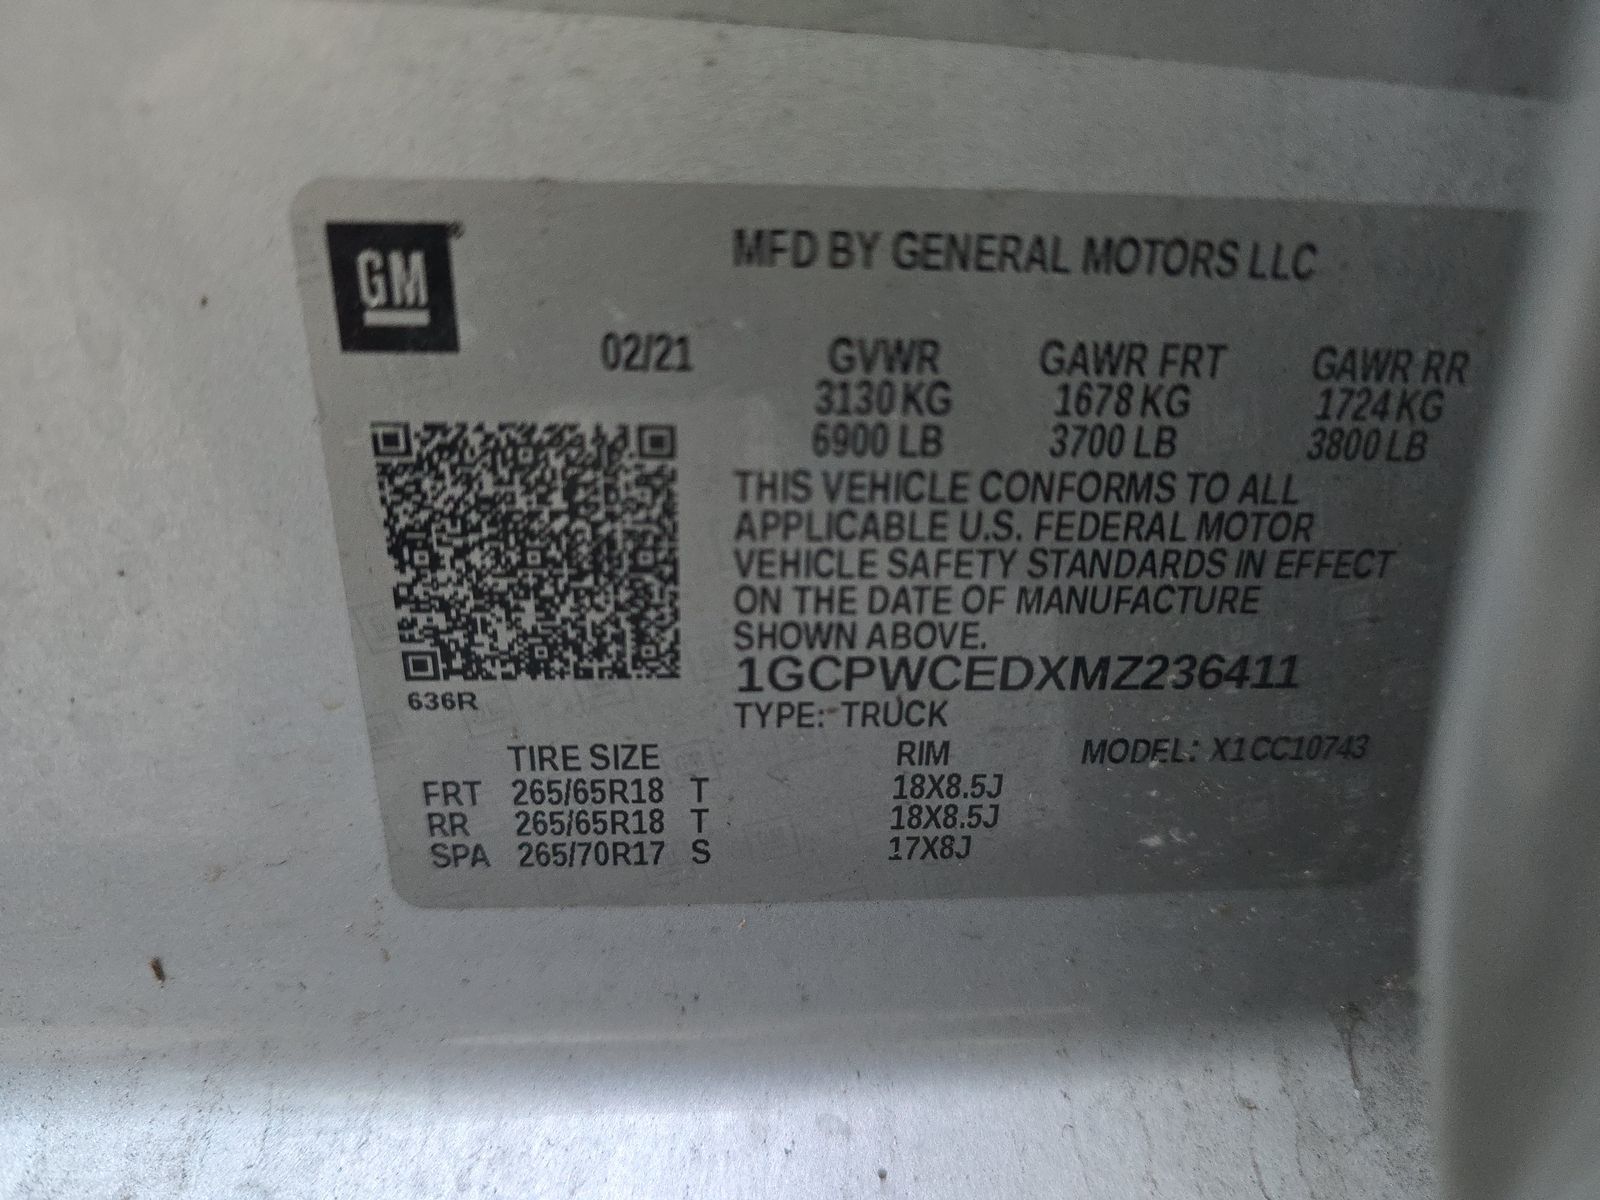 GM
MFD BY GENERAL MOTORS LLC
02/21 GVWR GAWR FRT GAWR RR
3130 KG 1678 KG 1724 KG
6900 LB 3700 LB 3800 LB
THIS VEHICLE CONFORMS TO ALL
APPLICABLE U.S. FEDERAL MOTOR
VEHICLE SAFETY STANDARDS IN EFFECT
ON THE DATE OF MANUFACTURE
SHOWN ABOVE.
1GCPWCEDXMZ236411
636R
TYPE: TRUCK
TIRE SIZE RIM MODEL: X1CC10743
FRT 265/65R18 T 18X8.5J
RR 265/65R18 T 18X8.5J
SPA 265/70R17 S 17X8J